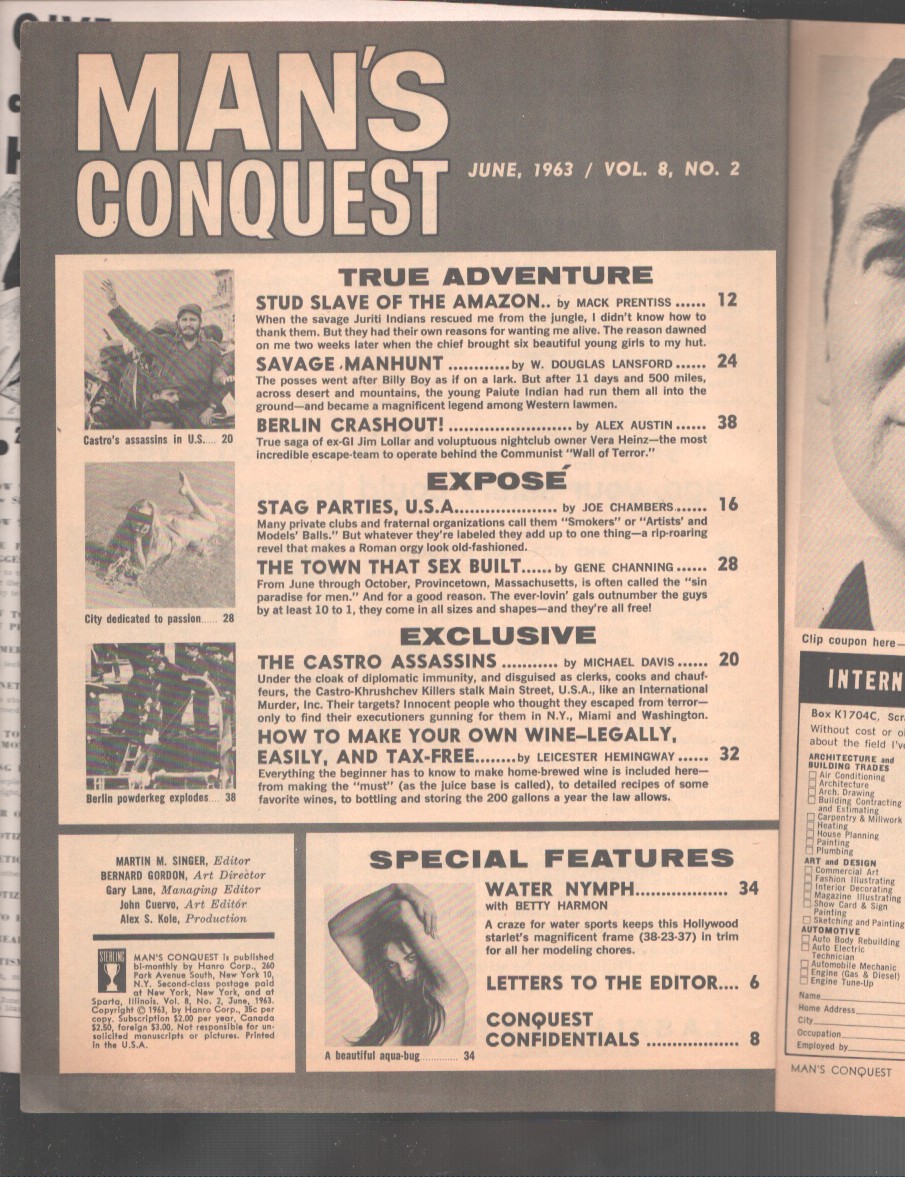 MAN'S
CONQUEST
JUNE, 1963 / VOL. 8, NO. 2
TRUE ADVENTURE
STUD SLAVE OF THE AMAZON.. by MACK PRENTISS ...... 12
When the savage Juriti Indians rescued me from the jungle, I didn't know how to
thank them. But they had their own reasons for wanting me alive. The reason dawned
on me two weeks later when the chief brought six beautiful young girls to my hut.
SAVAGE MANHUNT ............by W. DOUGLAS LANSFORD ...... 24
The posses went after Billy Boy as if on a lark. But after 11 days and 500 miles,
across desert and mountains, the young Paiute Indian had run them all into the
ground—and became a magnificent legend among Western lawmen.
BERLIN CRASHOUT! ........................ by ALEX AUSTIN ...... 38
True saga of ex-GI Jim Lollar and voluptuous nightclub owner Vera Heinz—the most
incredible escape-team to operate behind the Communist "Wall of Terror."
Castro's assassins in U.S.... 20
EXPOSÉ
STAG PARTIES, U.S.A.................... by JOE CHAMBERS...... 16
Many private clubs and fraternal organizations call them "Smokers" or "Artists' and
Models' Balls." But whatever they're labeled they add up to one thing—a rip-roaring
revel that makes a Roman orgy look old-fashioned.
THE TOWN THAT SEX BUILT...... by GENE CHANNING ...... 28
From June through October, Provincetown, Massachusetts, is often called the "sin
paradise for men." And for a good reason. The ever-lovin' gals outnumber the guys
by at least 10 to 1, they come in all sizes and shapes—and they're all free!
City dedicated to passion...... 28
EXCLUSIVE
THE CASTRO ASSASSINS ........... by MICHAEL DAVIS ...... 20
Under the cloak of diplomatic immunity, and disguised as clerks, cooks and chauf-
feurs, the Castro-Khrushchev Killers stalk Main Street, U.S.A., like an International
Murder, Inc. Their targets? Innocent people who thought they escaped from terror—
only to find their executioners gunning for them in N.Y., Miami and Washington.
HOW TO MAKE YOUR OWN WINE—LEGALLY,
EASILY, AND TAX-FREE........by LEICESTER HEMINGWAY ...... 32
Everything the beginner has to know to make home-brewed wine is included here—
from making the "must" (as the juice base is called), to detailed recipes of some
favorite wines, to bottling and storing the 200 gallons a year the law allows.
Berlin powderkeg explodes.... 38
MARTIN M. SINGER, Editor
BERNARD GORDON, Art Director
Gary Lane, Managing Editor
John Cuervo, Art Editor
Alex S. Kole, Production
STERLING
MAN'S CONQUEST is published
bi-monthly by Hanro Corp., 260
Park Avenue South, New York 10,
N.Y. Second-class postage paid
at New York, New York, and at
Sparta, Illinois. Vol. 8, No. 2, June, 1963.
Copyright © 1963, by Hanro Corp., 35c per
copy. Subscription $2.00 per year, Canada
$2.50, foreign $3.00. Not responsible for un-
solicited manuscripts or pictures. Printed
in the U.S.A.
SPECIAL FEATURES
WATER NYMPH.................. 34
with BETTY HARMON
A craze for water sports keeps this Hollywood
starlet's magnificent frame (38-23-37) in trim
for all her modeling chores.
LETTERS TO THE EDITOR.... 6
CONQUEST
CONFIDENTIALS .................. 8
A beautiful aqua-bug............. 34
Clip coupon here—
INTERN
Box K1704C, Scr
Without cost or
about the field I've
ARCHITECTURE and
BUILDING TRADES
Air Conditioning
Architecture
Arch. Drawing
Building Contracting
and Estimating
Carpentry & Millwork
Heating
House Planning
Painting
Plumbing
ART and DESIGN
Commercial Art
Fashion Illustrating
Interior Decorating
Magazine Illustrating
Show Card & Sign
Painting
Sketching and Painting
AUTOMOTIVE
Auto Body Rebuilding
Auto Electric
Technician
Automobile Mechanic
Engine (Gas & Diesel)
Engine Tune-Up
Name
Home Address
City
Occupation
Employed by
MAN'S CONQUEST